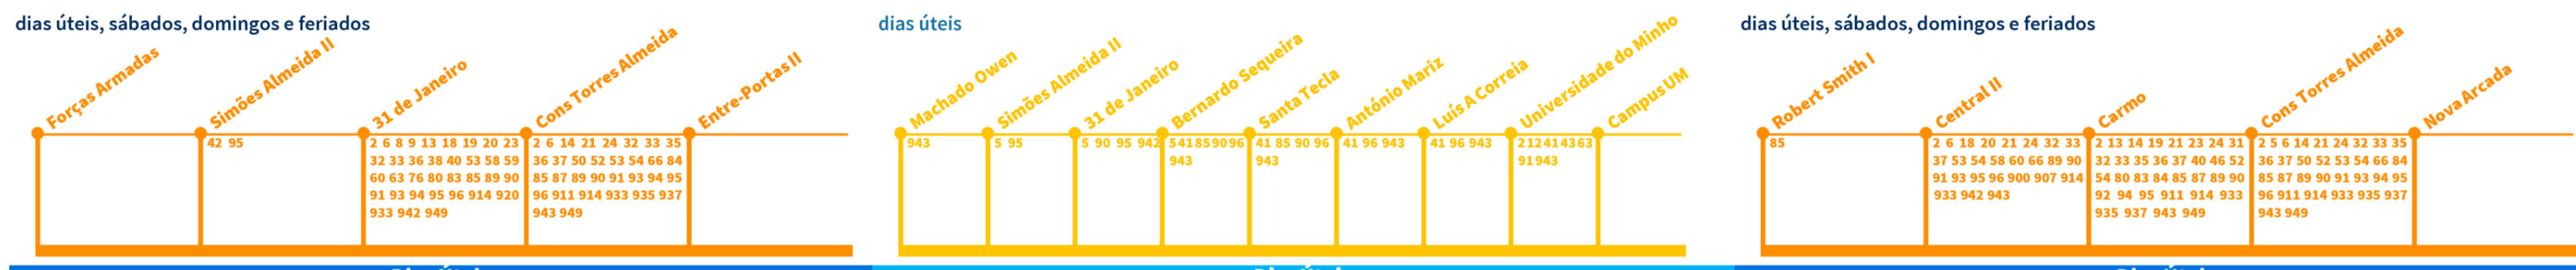 dias úteis, sábados, domingos e feriados
Forças Armadas
Simões Almeida II
42 95
31 de Janeiro
2 6 8 9 13 18 19 20 23
32 33 36 38 40 53 58 59
60 63 76 80 83 85 89 90
91 93 94 95 96 914 920
933 942 949
Cons Torres Almeida
2 6 14 21 24 32 33 35
36 37 50 52 53 54 66 84
85 87 89 90 91 93 94 95
96 911 914 933 935 937
943 949
Entre-Portas II
dias úteis
Machado Owen
943
Simões Almeida II
5 95
31 de Janeiro
5 90 95 942
Bernardo Sequeira
5 41 85 90 96
943
Santa Tecla
41 85 90 96
943
António Mariz
41 96 943
Luís A Correia
41 96 943
Universidade do Minho
2 12 41 43 63
91 943
Campus UM
dias úteis, sábados, domingos e feriados
Robert Smith I
85
Central II
2 6 18 20 21 24 32 33
37 53 54 58 60 66 89 90
91 93 95 96 900 907 914
933 942 943
Carmo
2 13 14 19 21 23 24 31
32 33 35 36 37 40 46 52
54 80 83 84 85 87 89 90
92 94 95 911 914 933
935 937 943 949
Cons Torres Almeida
2 5 6 14 21 24 32 33 35
36 37 50 52 53 54 66 84
85 87 89 90 91 93 94 95
96 911 914 933 935 937
943 949
Nova Arcada